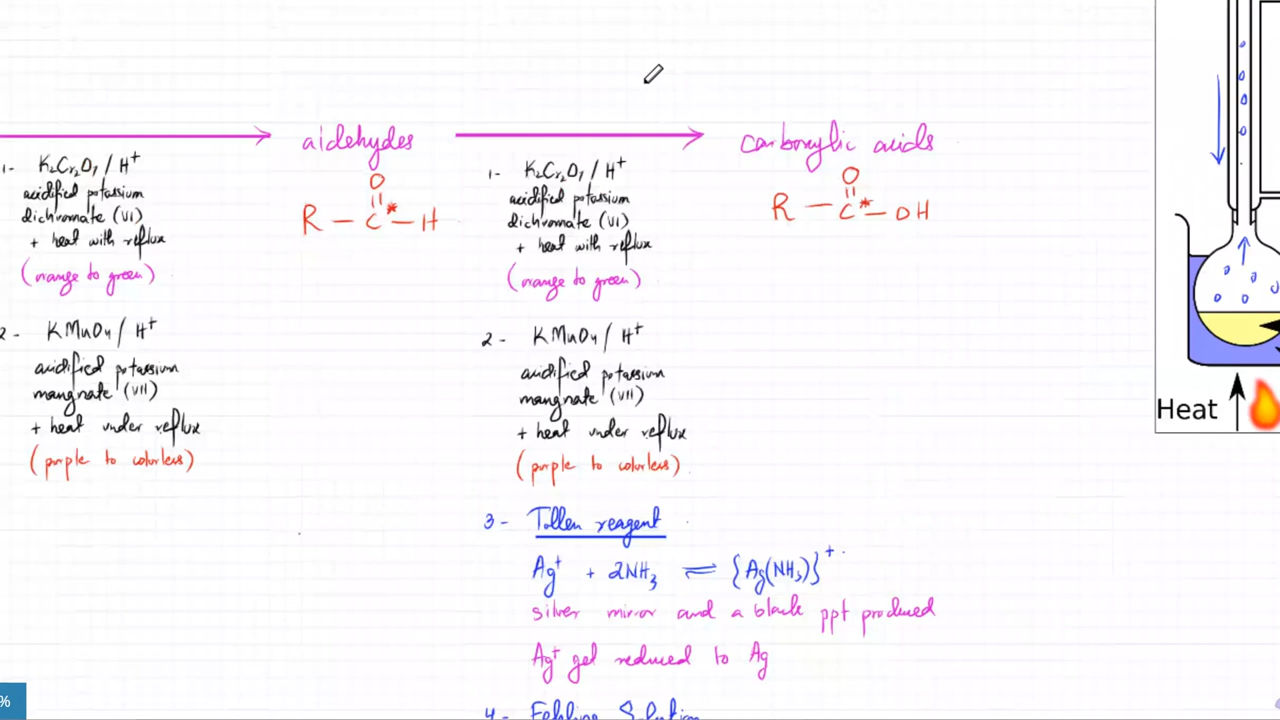 aldehydes
O
R — C* — H
carboxylic acids
O
R — C* — OH
1- K2Cr2O7 / H+
acidified potassium
dichromate (VI)
+ heat with reflux
(orange to green)
2- KMnO4 / H+
acidified potassium
mangnate (VII)
+ heat under reflux
(purple to colorless)
1- K2Cr2O7 / H+
acidified potassium
dichromate (VI)
+ heat with reflux
(orange to green)
2- KMnO4 / H+
acidified potassium
mangnate (VII)
+ heat under reflux
(purple to colorless)
3- Tollen reagent
Ag+ + 2NH3 ⇌ {Ag(NH3)}+
silver mirror and a black ppt produced
Ag+ get reduced to Ag
4- Fehling Solution
Heat
%